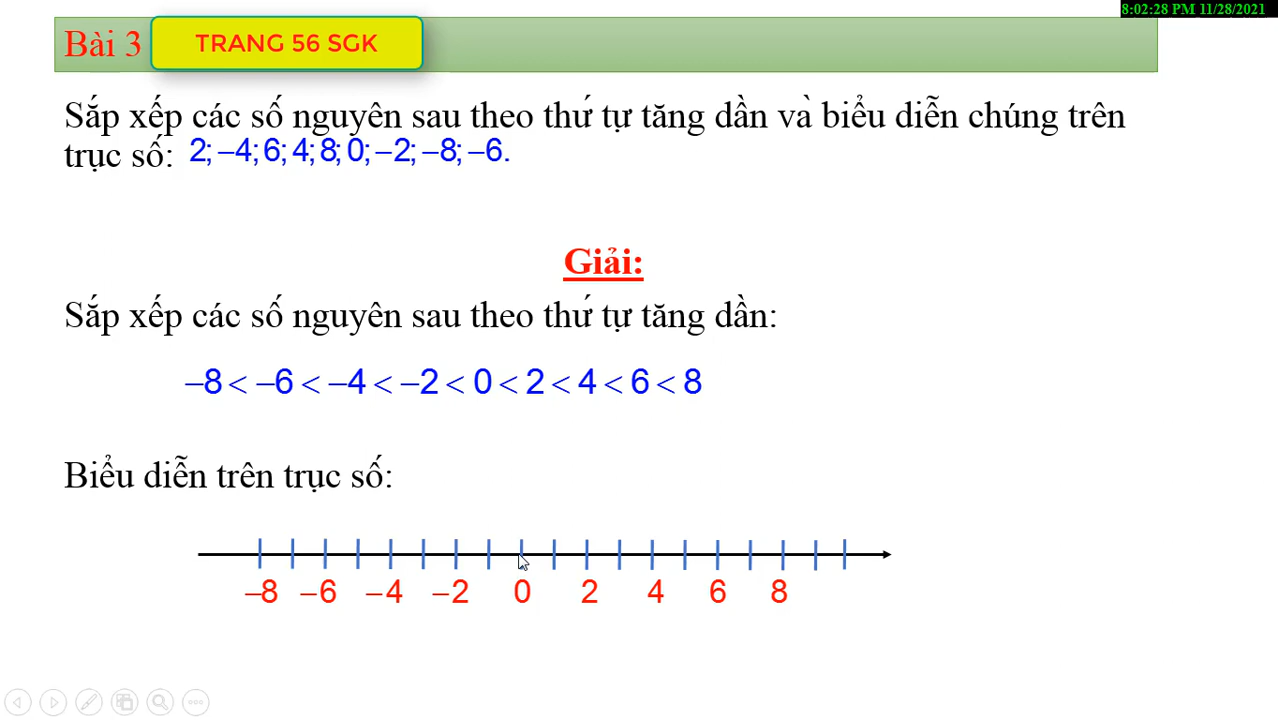 8:02:28 PM 11/28/2021
Bài 3 TRANG 56 SGK
Sắp xếp các số nguyên sau theo thứ tự tăng dần và biểu diễn chúng trên
trục số: 2; −4; 6; 4; 8; 0; −2; −8; −6.
Giải:
Sắp xếp các số nguyên sau theo thứ tự tăng dần:
−8 < −6 < −4 < −2 < 0 < 2 < 4 < 6 < 8
Biểu diễn trên trục số:
−8 −6 −4 −2 0 2 4 6 8